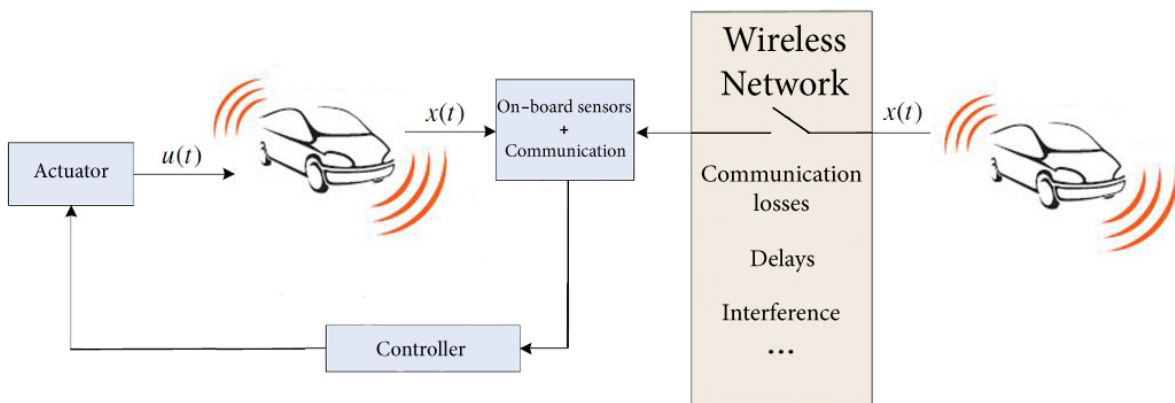 Wireless
Network
x(t)
On-board sensors
+
Communication
x(t)
u(t)
Actuator
Communication
losses
Delays
Interference
...
Controller